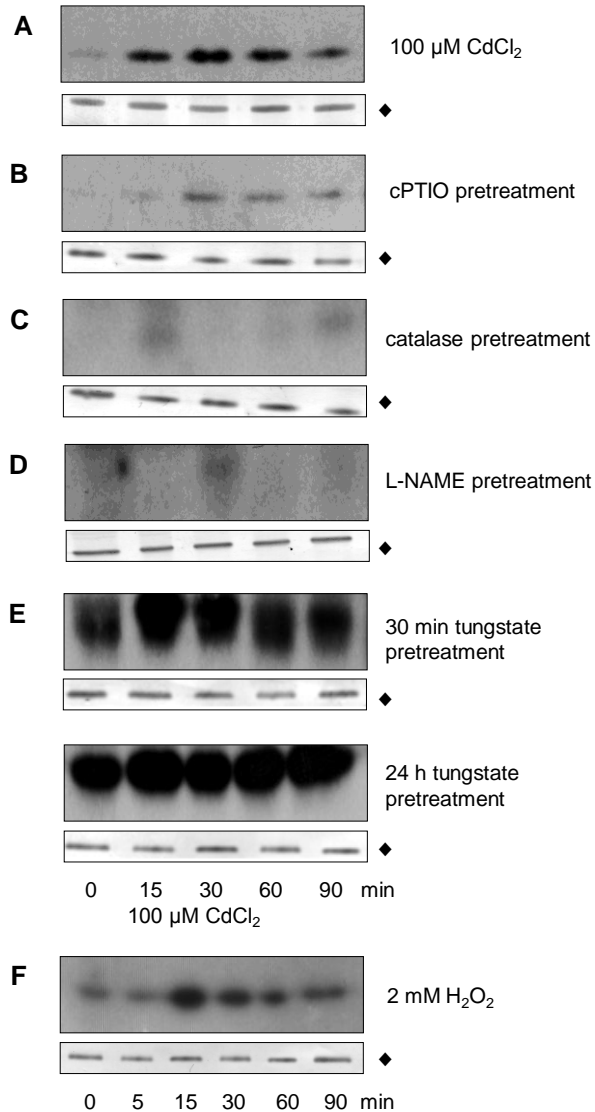 A
100 µM CdCl₂
◆
B
cPTIO pretreatment
◆
C
catalase pretreatment
◆
D
L-NAME pretreatment
◆
E
30 min tungstate
pretreatment
◆
24 h tungstate
pretreatment
◆
0 15 30 60 90 min
100 µM CdCl₂
F
2 mM H₂O₂
◆
0 5 15 30 60 90 min